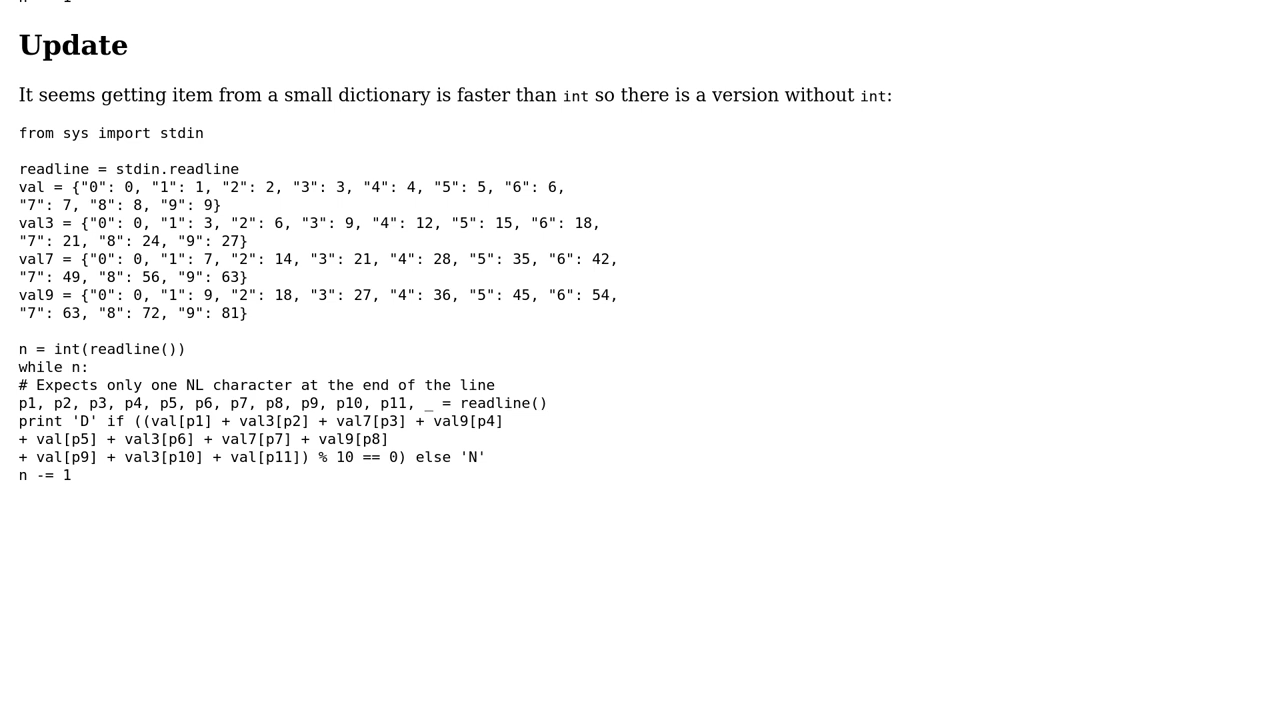 Update
It seems getting item from a small dictionary is faster than int so there is a version without int:
from sys import stdin
readline = stdin.readline
val = {"0": 0, "1": 1, "2": 2, "3": 3, "4": 4, "5": 5, "6": 6,
"7": 7, "8": 8, "9": 9}
val3 = {"0": 0, "1": 3, "2": 6, "3": 9, "4": 12, "5": 15, "6": 18,
"7": 21, "8": 24, "9": 27}
val7 = {"0": 0, "1": 7, "2": 14, "3": 21, "4": 28, "5": 35, "6": 42,
"7": 49, "8": 56, "9": 63}
val9 = {"0": 0, "1": 9, "2": 18, "3": 27, "4": 36, "5": 45, "6": 54,
"7": 63, "8": 72, "9": 81}
n = int(readline())
while n:
# Expects only one NL character at the end of the line
p1, p2, p3, p4, p5, p6, p7, p8, p9, p10, p11, _ = readline()
print 'D' if ((val[p1] + val3[p2] + val7[p3] + val9[p4]
+ val[p5] + val3[p6] + val7[p7] + val9[p8]
+ val[p9] + val3[p10] + val[p11]) % 10 == 0) else 'N'
n -= 1